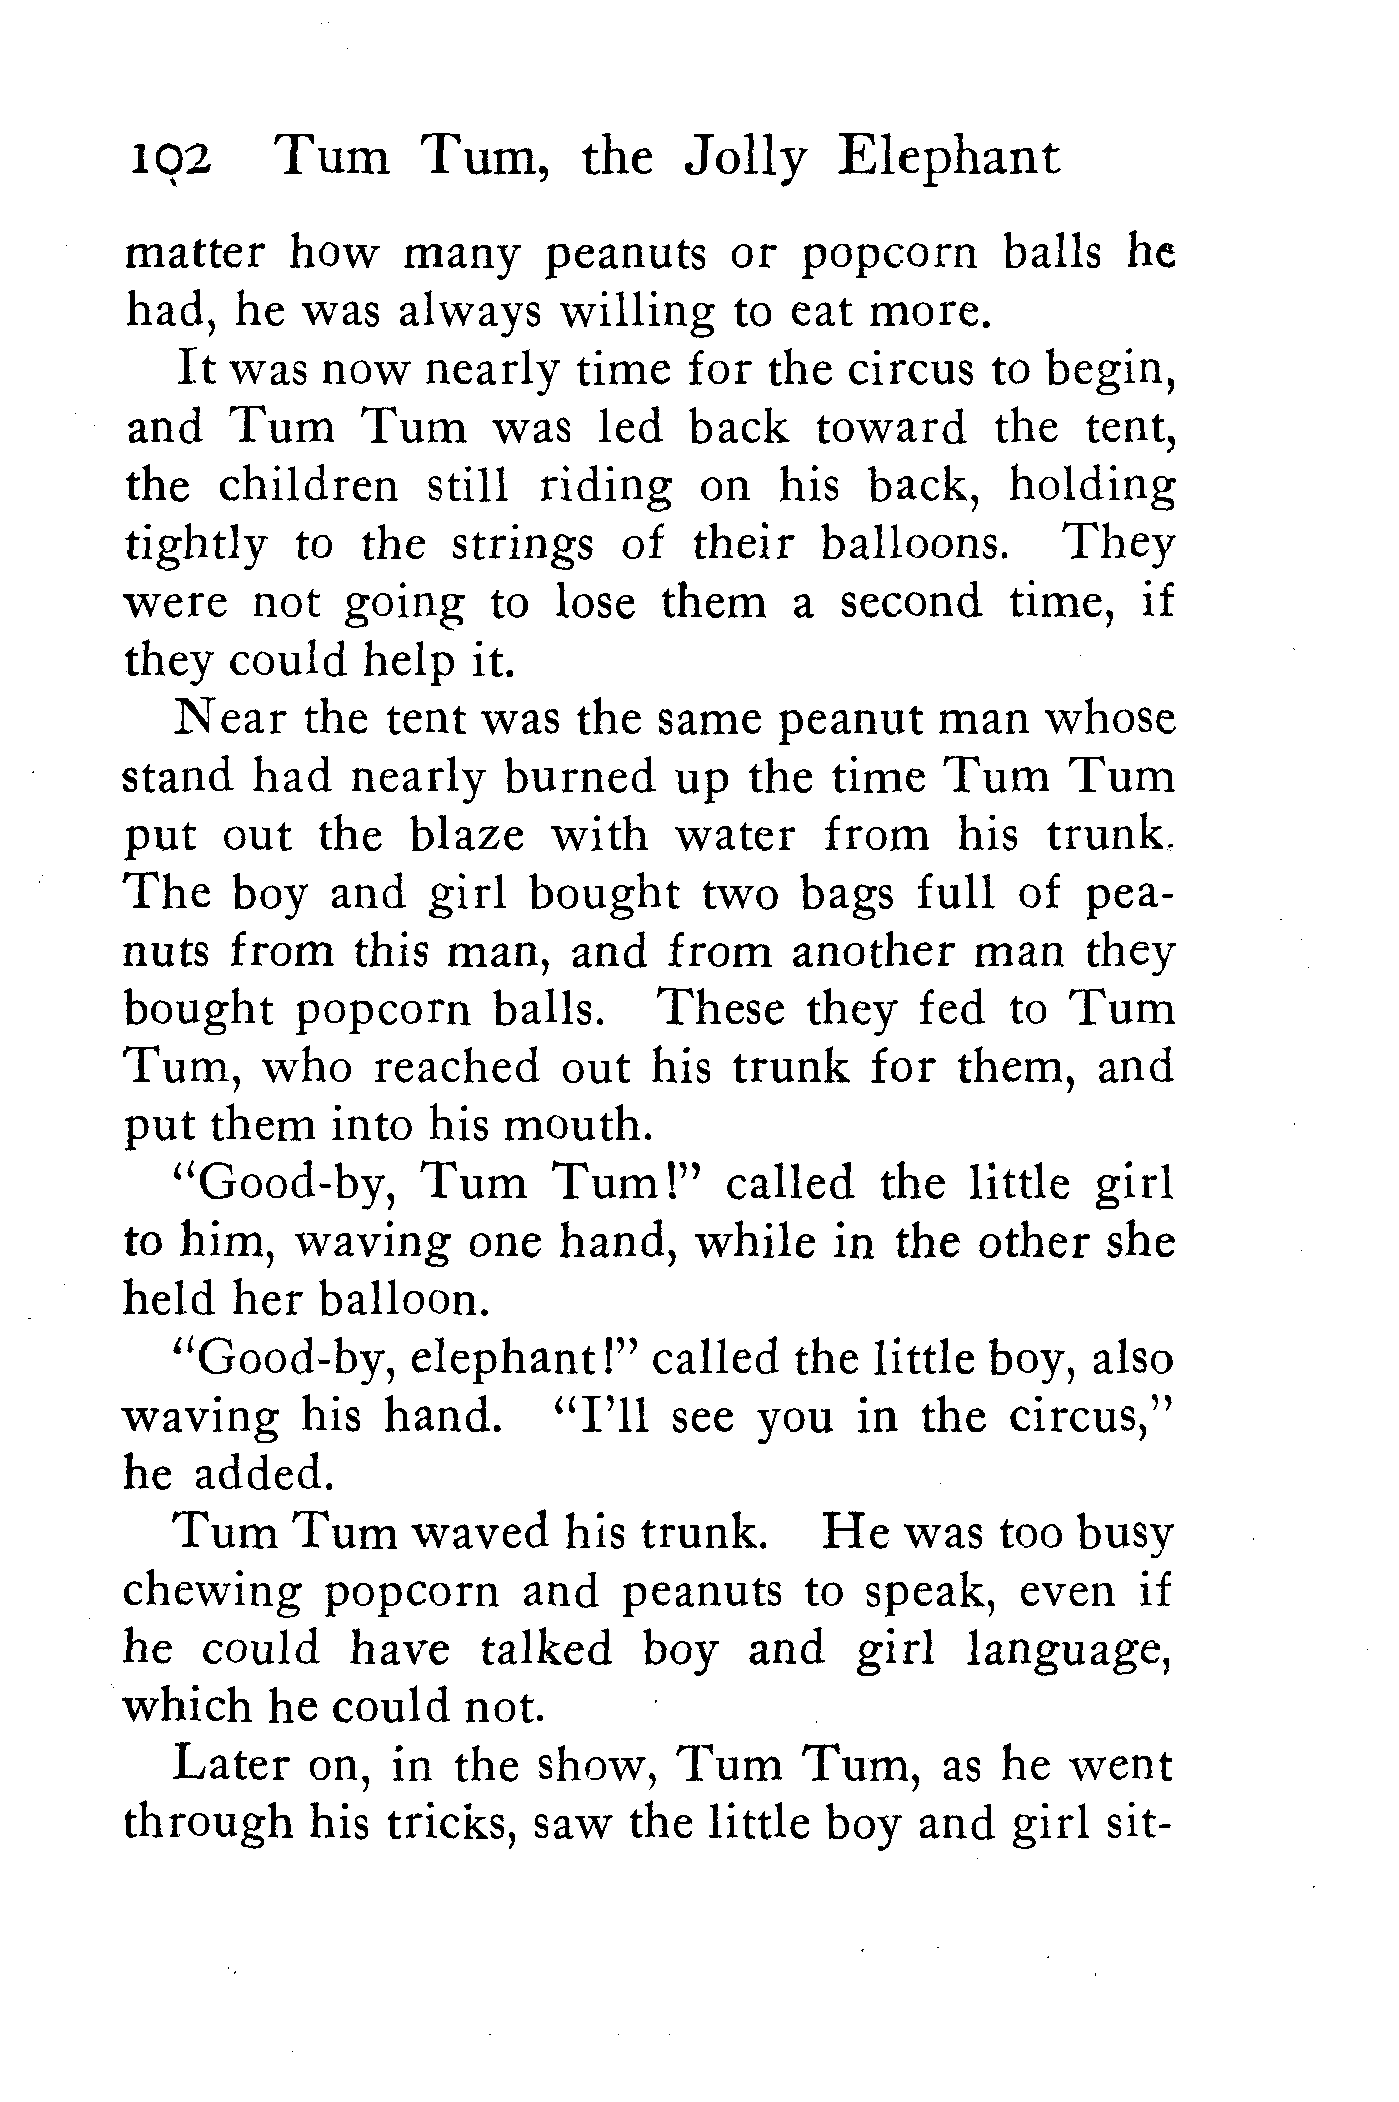 102 Tum Tum, the Jolly Elephant
matter how many peanuts or popcorn balls he
had, he was always willing to eat more.
It was now nearly time for the circus to begin,
and Tum Tum was led back toward the tent,
the children still riding on his back, holding
tightly to the strings of their balloons. They
were not going to lose them a second time, if
they could help it.
Near the tent was the same peanut man whose
stand had nearly burned up the time Tum Tum
put out the blaze with water from his trunk.
The boy and girl bought two bags full of pea-
nuts from this man, and from another man they
bought popcorn balls. These they fed to Tum
Tum, who reached out his trunk for them, and
put them into his mouth.
“Good-by, Tum Tum!” called the little girl
to him, waving one hand, while in the other she
held her balloon.
“Good-by, elephant!” called the little boy, also
waving his hand. “I’ll see you in the circus,”
he added.
Tum Tum waved his trunk. He was too busy
chewing popcorn and peanuts to speak, even if
he could have talked boy and girl language,
which he could not.
Later on, in the show, Tum Tum, as he went
through his tricks, saw the little boy and girl sit-